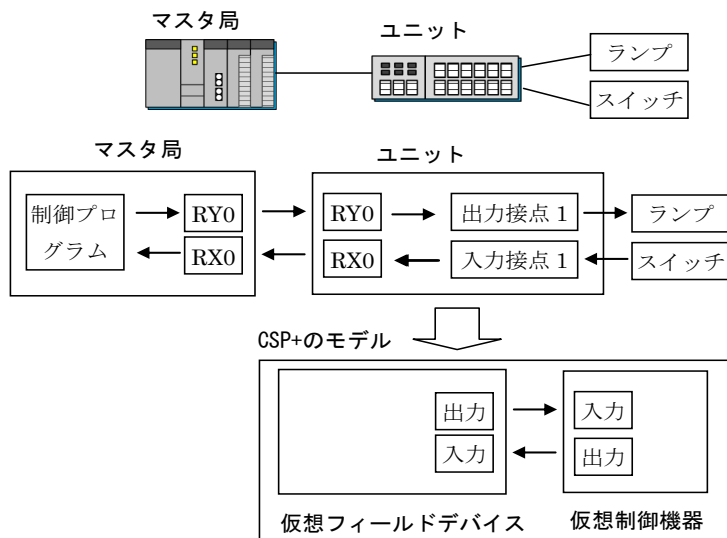 マスタ局
ユニット
ランプ
スイッチ
マスタ局
ユニット
制御プログラム
RY0
RX0
RY0
RX0
出力接点 1
入力接点 1
ランプ
スイッチ
CSP+のモデル
出力
入力
入力
出力
仮想フィールドデバイス
仮想制御機器